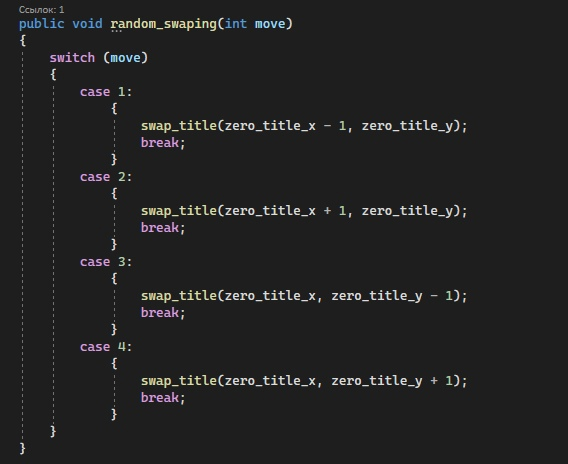 Ссылок: 1
public void random_swaping(int move)
{
    switch (move)
    {
        case 1:
            {
                swap_title(zero_title_x - 1, zero_title_y);
                break;
            }
        case 2:
            {
                swap_title(zero_title_x + 1, zero_title_y);
                break;
            }
        case 3:
            {
                swap_title(zero_title_x, zero_title_y - 1);
                break;
            }
        case 4:
            {
                swap_title(zero_title_x, zero_title_y + 1);
                break;
            }
    }
}